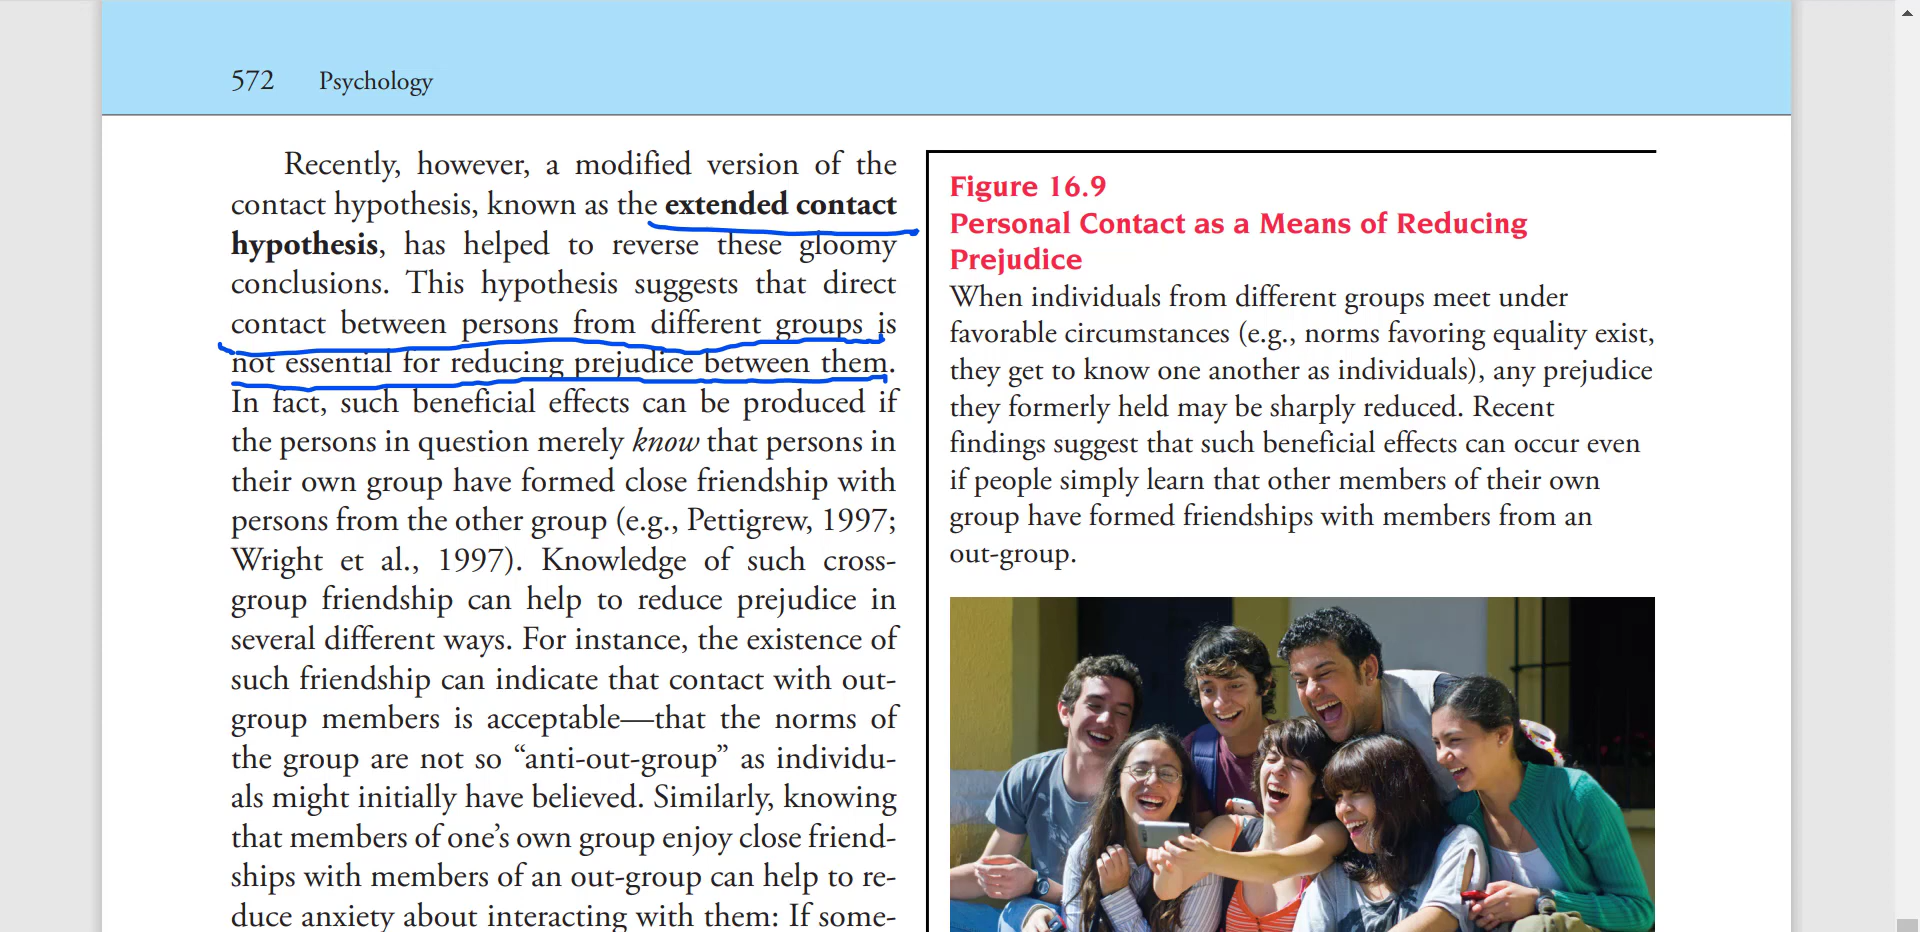 572 Psychology
Recently, however, a modified version of the
contact hypothesis, known as the extended contact
hypothesis, has helped to reverse these gloomy
conclusions. This hypothesis suggests that direct
contact between persons from different groups is
not essential for reducing prejudice between them.
In fact, such beneficial effects can be produced if
the persons in question merely know that persons in
their own group have formed close friendship with
persons from the other group (e.g., Pettigrew, 1997;
Wright et al., 1997). Knowledge of such cross-
group friendship can help to reduce prejudice in
several different ways. For instance, the existence of
such friendship can indicate that contact with out-
group members is acceptable—that the norms of
the group are not so “anti-out-group” as individu-
als might initially have believed. Similarly, knowing
that members of one’s own group enjoy close friend-
ships with members of an out-group can help to re-
duce anxiety about interacting with them: If some-
Figure 16.9
Personal Contact as a Means of Reducing
Prejudice
When individuals from different groups meet under
favorable circumstances (e.g., norms favoring equality exist,
they get to know one another as individuals), any prejudice
they formerly held may be sharply reduced. Recent
findings suggest that such beneficial effects can occur even
if people simply learn that other members of their own
group have formed friendships with members from an
out-group.